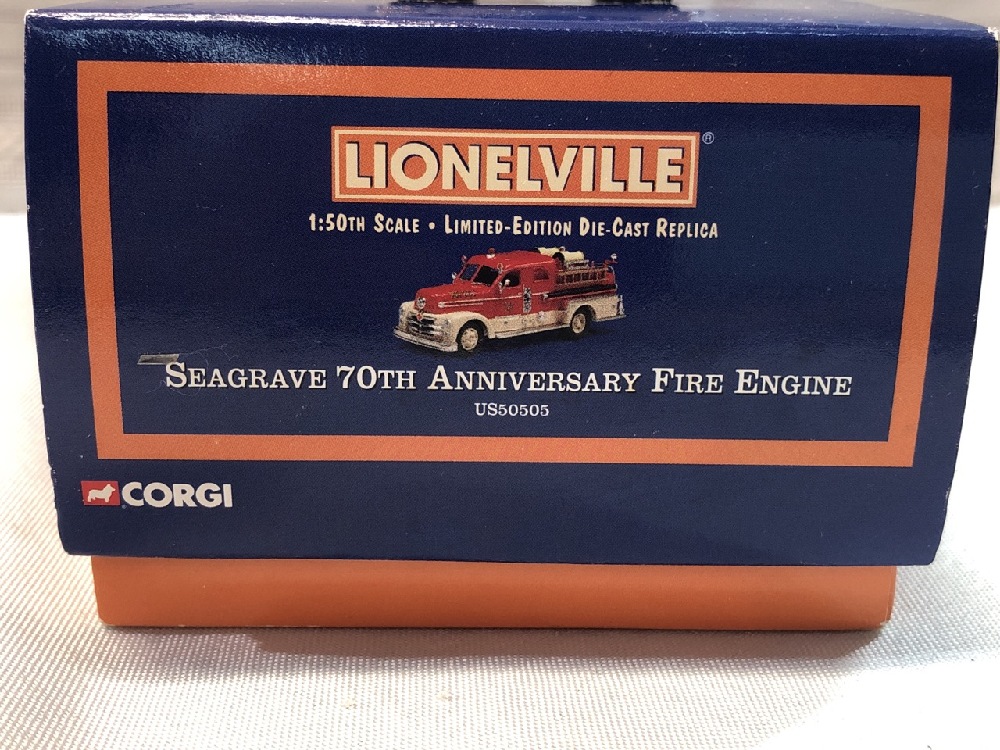 LIONELVILLE®
1:50TH SCALE • LIMITED-EDITION DIE-CAST REPLICA
SEAGRAVE 70TH ANNIVERSARY FIRE ENGINE
US50505
CORGI